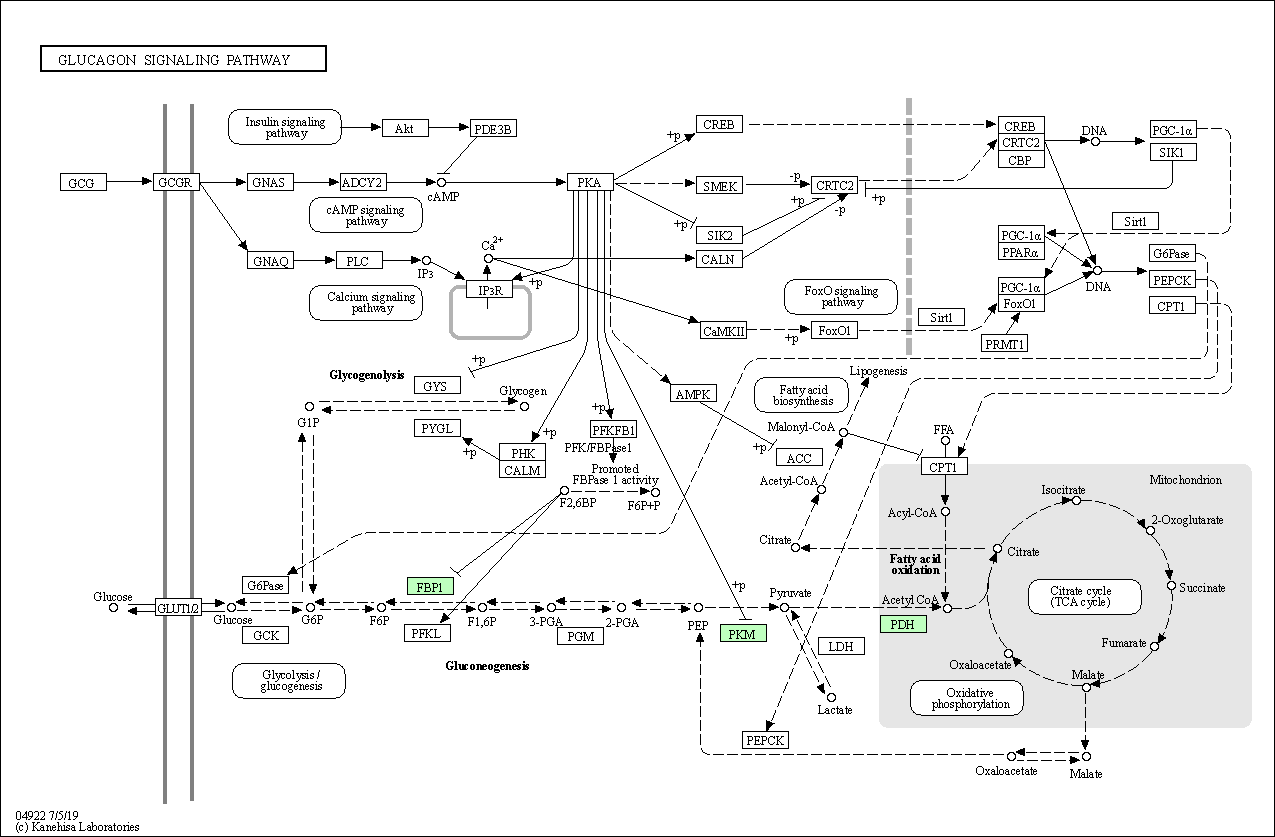 GLUCAGON SIGNALING PATHWAY
Insulin signaling
pathway
Akt
PDE3B
+p
CREB
CREB
CRTC2
CBP
DNA
PGC-1α
SIK1
GCG
GCGR
GNAS
ADCY2
cAMP
PKA
SMEK
-p
CRTC2
+p
+p
-p
cAMP signaling
pathway
+p
SIK2
Sirt1
GNAQ
PLC
IP3
Ca2+
CALN
PGC-1α
PPARα
G6Pase
Calcium signaling
pathway
IP3R
+p
FoxO signaling
pathway
DNA
PEPCK
PGC-1α
FoxO1
CPT1
CaMKII
+p
FoxO1
Sirt1
PRMT1
Glycogenolysis
+p
GYS
Glycogen
AMPK
Fatty acid
biosynthesis
Lipogenesis
G1P
PYGL
+p
+p
PHK
CALM
+p
PFKFB1
PFK/FBPase1
Promoted
FBPase 1 activity
+p
ACC
Malonyl-CoA
FFA
CPT1
F2,6BP
F6P+P
Acetyl-CoA
Acyl-CoA
Mitochondrion
Isocitrate
2-Oxoglutarate
Citrate
Fatty acid
oxidation
Citrate
Citrate cycle
(TCA cycle)
Succinate
Fumarate
Malate
Oxaloacetate
Oxidative
phosphorylation
Glucose
GLUT1/2
G6Pase
Glucose
GCK
G6P
F6P
FBP1
PFKL
F1,6P
3-PGA
PGM
2-PGA
PEP
+p
PKM
Pyruvate
Acetyl CoA
PDH
LDH
Lactate
Gluconeogenesis
Glycolysis /
glucogenesis
PEPCK
Oxaloacetate
Malate
04922 7/5/19
(c) Kanehisa Laboratories